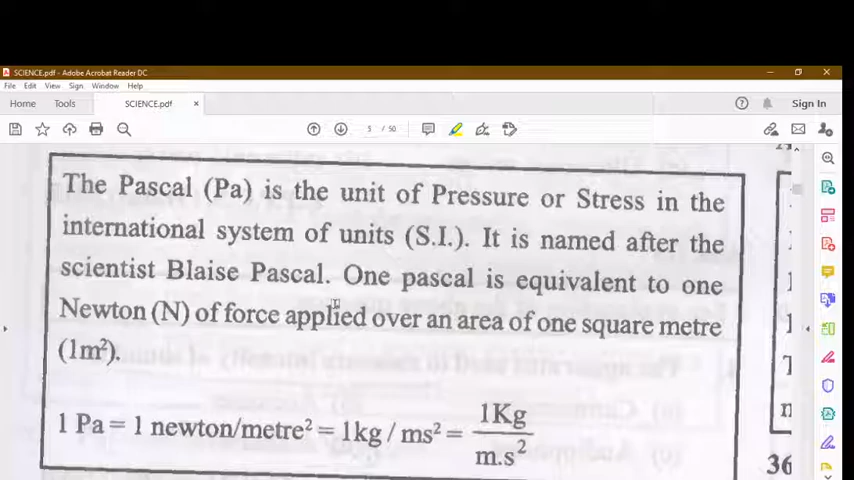 SCIENCE.pdf - Adobe Acrobat Reader DC
File Edit View Sign Window Help
Home Tools SCIENCE.pdf × Sign In
/ 50
The Pascal (Pa) is the unit of Pressure or Stress in the
international system of units (S.I.). It is named after the
scientist Blaise Pascal. One pascal is equivalent to one
Newton (N) of force applied over an area of one square metre
(1m²).
1 Pa = 1 newton/metre² = 1kg / ms² = 1Kg / m.s²
36